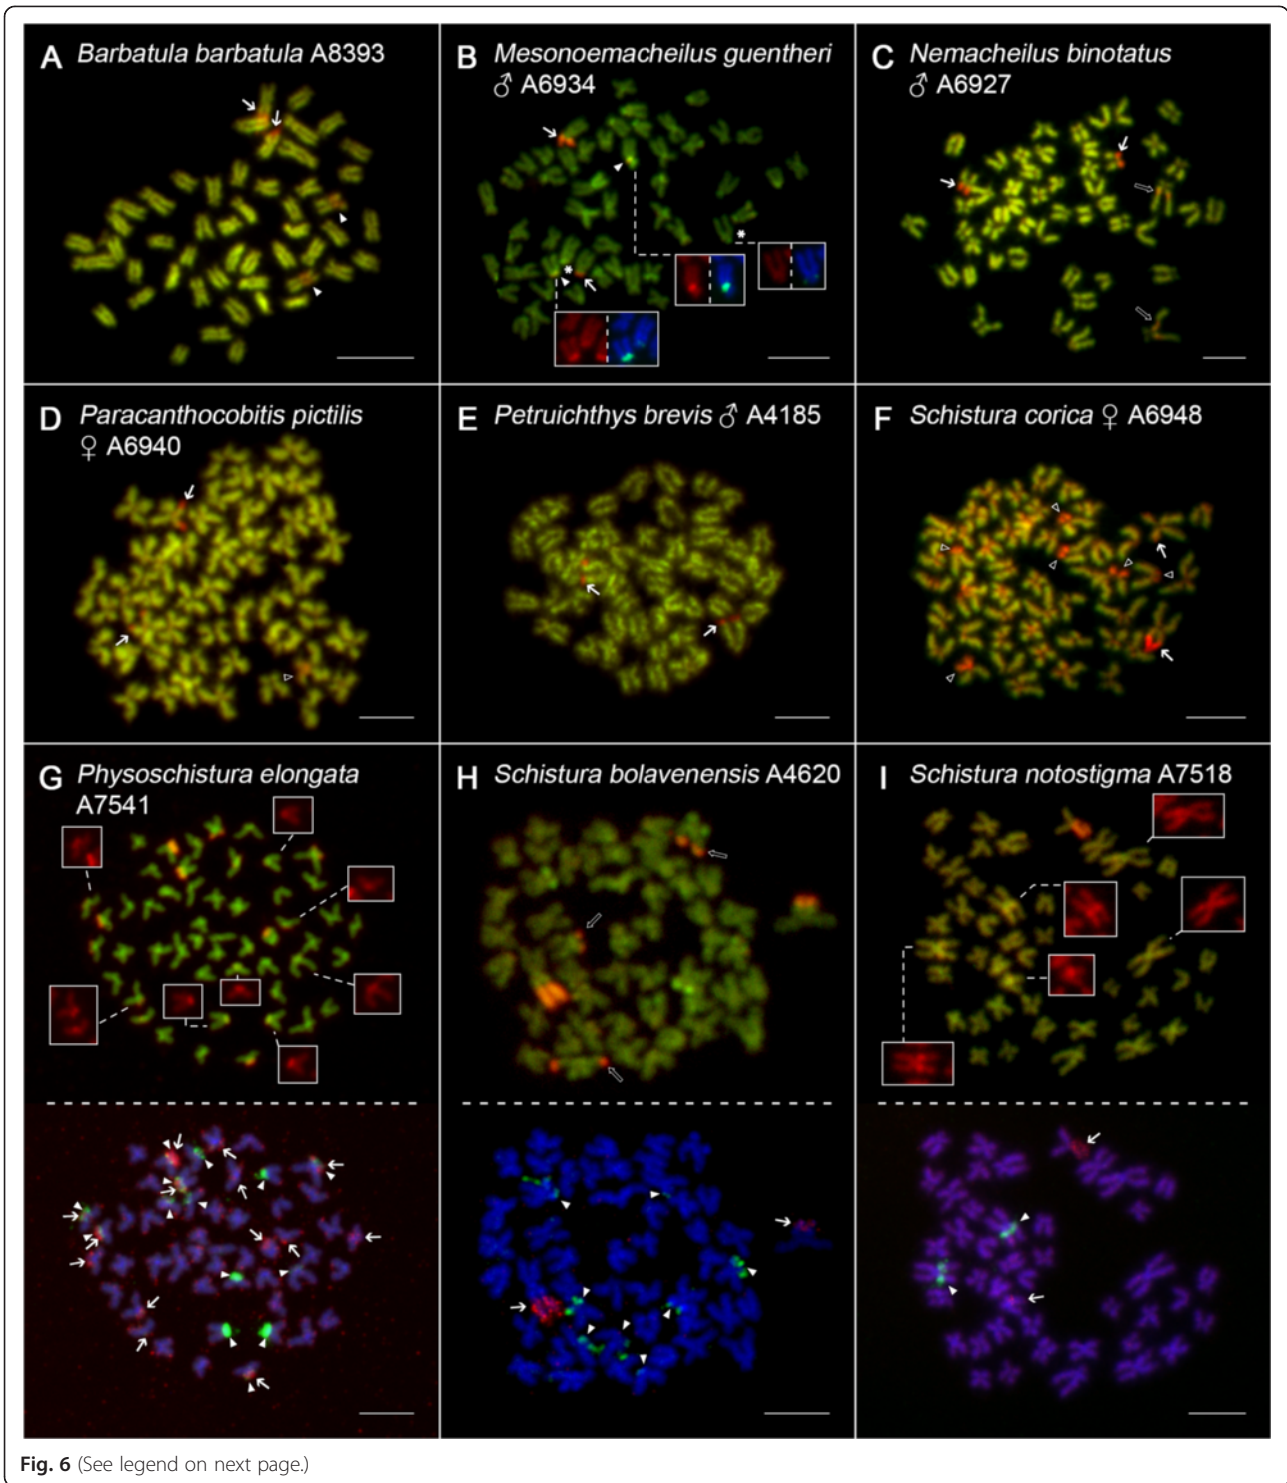 A Barbatula barbatula A8393
B Mesonoemacheilus guentheri
♂ A6934
C Nemacheilus binotatus
♂ A6927
D Paracanthocobitis pictilis
♀ A6940
E Petruichthys brevis ♂ A4185
F Schistura corica ♀ A6948
G Physoschistura elongata
A7541
H Schistura bolavenensis A4620
I Schistura notostigma A7518
Fig. 6 (See legend on next page.)